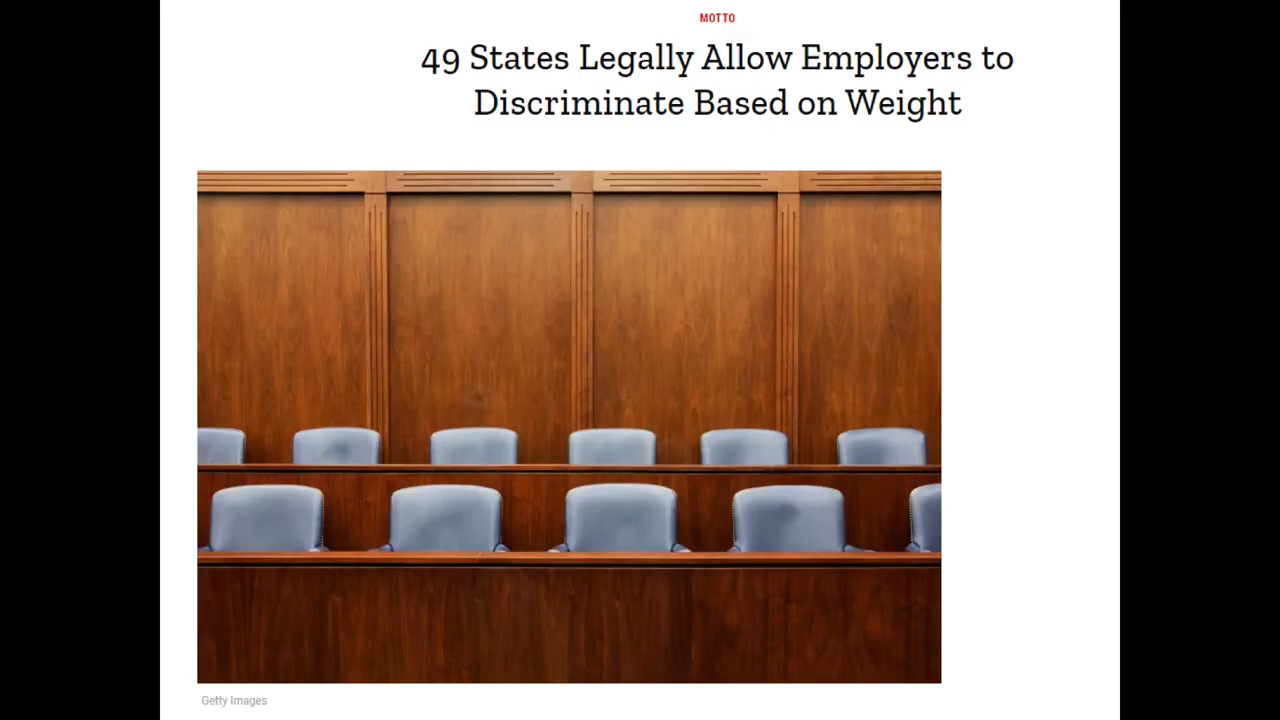 MOTTO
49 States Legally Allow Employers to
Discriminate Based on Weight
Getty Images